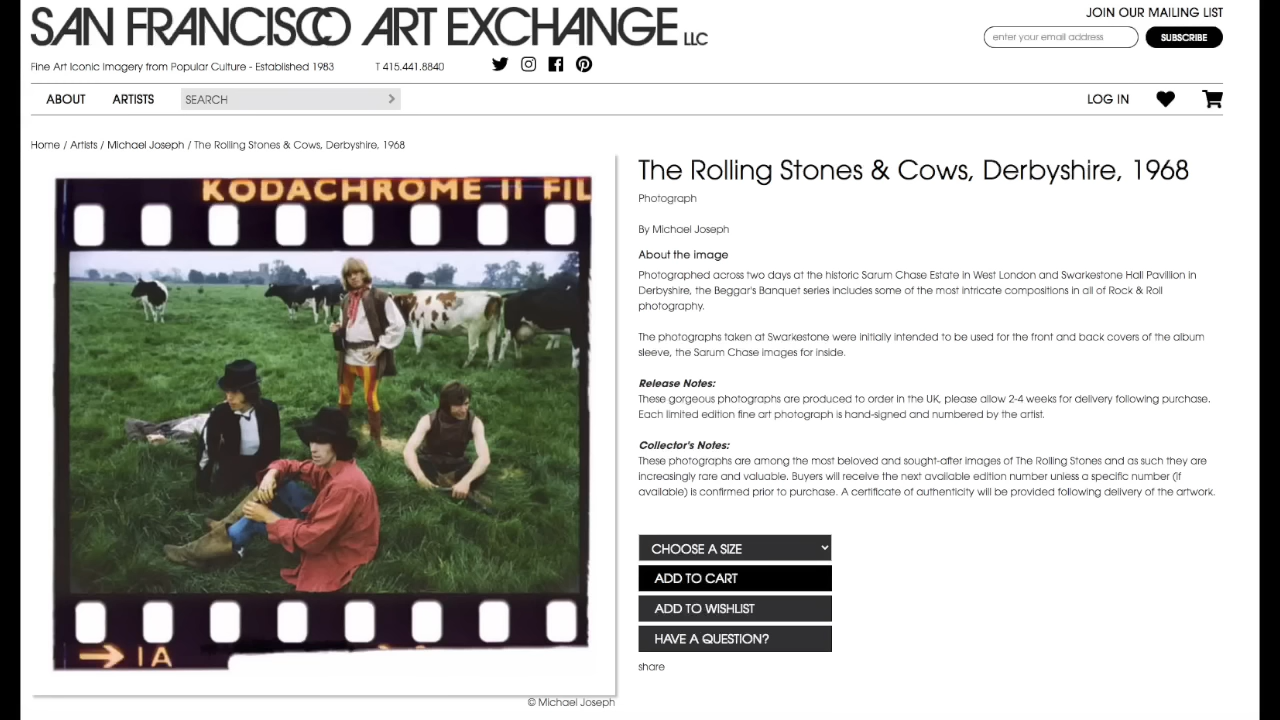 SAN FRANCISCO ART EXCHANGE LLC
JOIN OUR MAILING LIST
enter your email address
SUBSCRIBE
Fine Art Iconic Imagery from Popular Culture - Established 1983
T 415.441.8840
ABOUT
ARTISTS
SEARCH
LOG IN
Home / Artists / Michael Joseph / The Rolling Stones & Cows, Derbyshire, 1968
KODACHROME II FIL
1A
© Michael Joseph
The Rolling Stones & Cows, Derbyshire, 1968
Photograph
By Michael Joseph
About the image
Photographed across two days at the historic Sarum Chase Estate in West London and Swarkestone Hall Pavillion in
Derbyshire, the Beggar's Banquet series includes some of the most intricate compositions in all of Rock & Roll
photography.
The photographs taken at Swarkestone were initially intended to be used for the front and back covers of the album
sleeve, the Sarum Chase images for inside.
Release Notes:
These gorgeous photographs are produced to order in the UK, please allow 2-4 weeks for delivery following purchase.
Each limited edition fine art photograph is hand-signed and numbered by the artist.
Collector's Notes:
These photographs are among the most beloved and sought-after images of The Rolling Stones and as such they are
increasingly rare and valuable. Buyers will receive the next available edition number unless a specific number (if
available) is confirmed prior to purchase. A certificate of authenticity will be provided following delivery of the artwork.
CHOOSE A SIZE
ADD TO CART
ADD TO WISHLIST
HAVE A QUESTION?
share